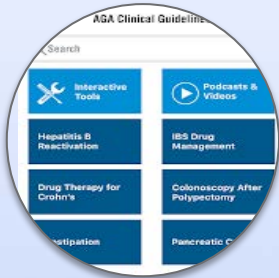 AGA Clinical Guideline
Search
Interactive
Tools
Podcasts &
Videos
Hepatitis B
Reactivation
IBS Drug
Management
Drug Therapy for
Crohn's
Colonoscopy After
Polypectomy
stipation
Pancreatic C